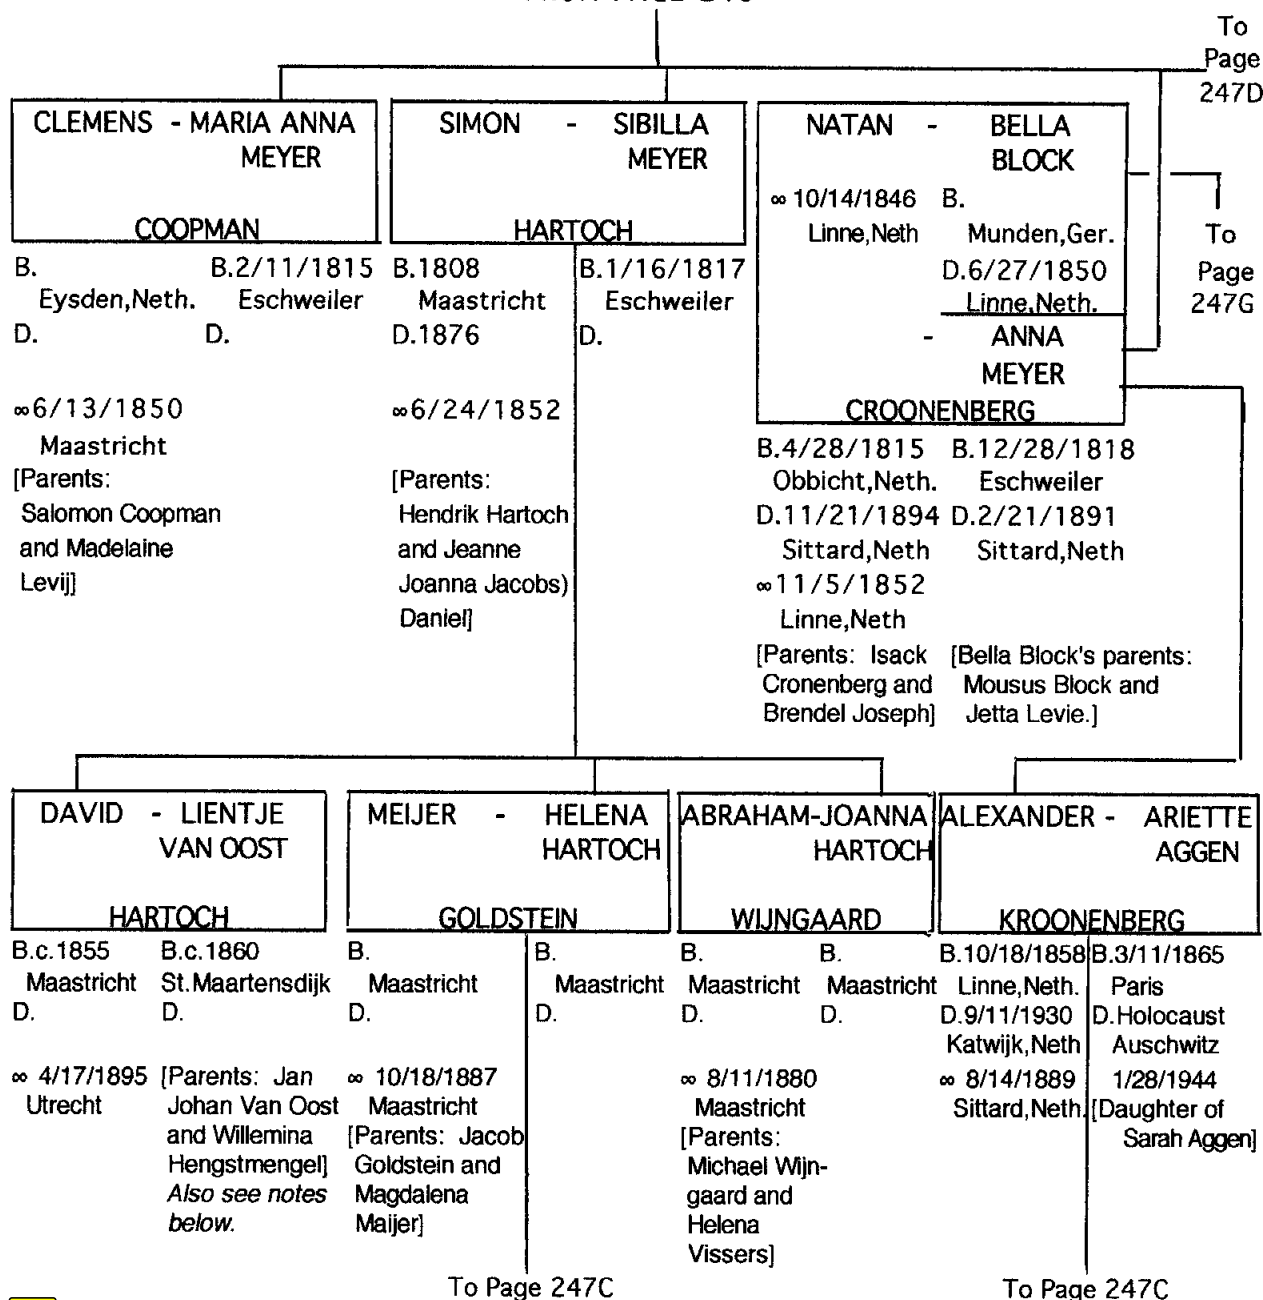 To
Page
247D
CLEMENS - MARIA ANNA
MEYER
COOPMAN
B.
Eysden,Neth.
D.
B.2/11/1815
Eschweiler
D.
∞6/13/1850
Maastricht
[Parents:
Salomon Coopman
and Madelaine
Levij]
SIMON - SIBILLA
MEYER
HARTOCH
B.1808
Maastricht
D.1876
B.1/16/1817
Eschweiler
D.
∞6/24/1852
[Parents:
Hendrik Hartoch
and Jeanne
Joanna Jacobs)
Daniel]
NATAN - BELLA
BLOCK
∞ 10/14/1846
Linne,Neth
B.
Munden,Ger.
D.6/27/1850
Linne,Neth.
- ANNA
MEYER
CROONENBERG
To
Page
247G
B.4/28/1815
Obbicht,Neth.
D.11/21/1894
Sittard,Neth
∞11/5/1852
Linne,Neth
[Parents: Isack
Cronenberg and
Brendel Joseph]
B.12/28/1818
Eschweiler
D.2/21/1891
Sittard,Neth
[Bella Block's parents:
Mousus Block and
Jetta Levie.]
DAVID - LIENTJE
VAN OOST
HARTOCH
B.c.1855
Maastricht
D.
∞ 4/17/1895
Utrecht
B.c.1860
St.Maartensdijk
D.
[Parents: Jan
Johan Van Oost
and Willemina
Hengstmengel]
Also see notes
below.
MEIJER - HELENA
HARTOCH
GOLDSTEIN
B.
Maastricht
D.
∞ 10/18/1887
Maastricht
[Parents: Jacob
Goldstein and
Magdalena
Maijer]
B.
Maastricht
D.
To Page 247C
ABRAHAM-JOANNA
HARTOCH
WIJNGAARD
B.
Maastricht
D.
∞ 8/11/1880
Maastricht
[Parents:
Michael Wijn-
gaard and
Helena
Vissers]
B.
Maastricht
D.
ALEXANDER - ARIETTE
AGGEN
KROONENBERG
B.10/18/1858
Linne,Neth.
D.9/11/1930
Katwijk,Neth
∞ 8/14/1889
Sittard,Neth.
B.3/11/1865
Paris
D.Holocaust
Auschwitz
1/28/1944
[Daughter of
Sarah Aggen]
To Page 247C